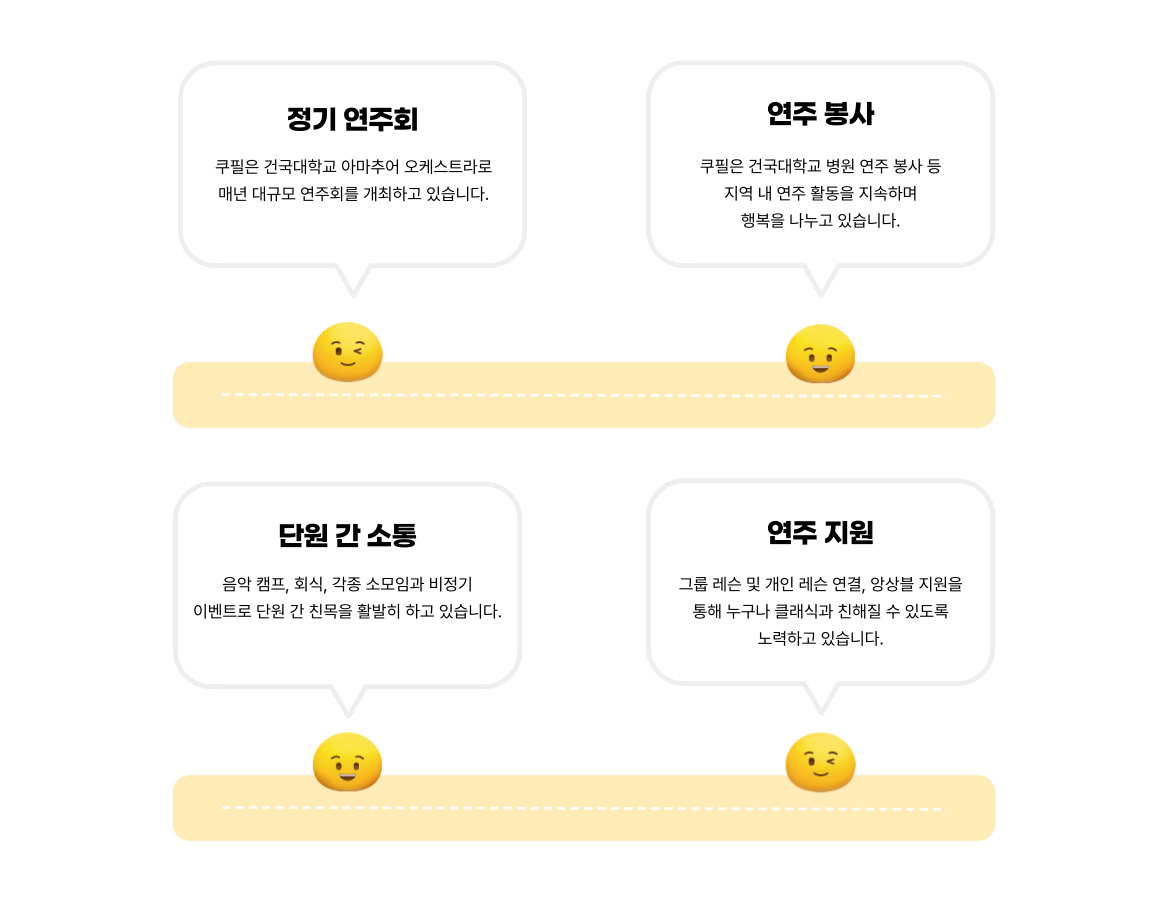 정기 연주회
쿠필은 건국대학교 아마추어 오케스트라로
매년 대규모 연주회를 개최하고 있습니다.
연주 봉사
쿠필은 건국대학교 병원 연주 봉사 등
지역 내 연주 활동을 지속하며
행복을 나누고 있습니다.
단원 간 소통
음악 캠프, 회식, 각종 소모임과 비정기
이벤트로 단원 간 친목을 활발히 하고 있습니다.
연주 지원
그룹 레슨 및 개인 레슨 연결, 앙상블 지원을
통해 누구나 클래식과 친해질 수 있도록
노력하고 있습니다.